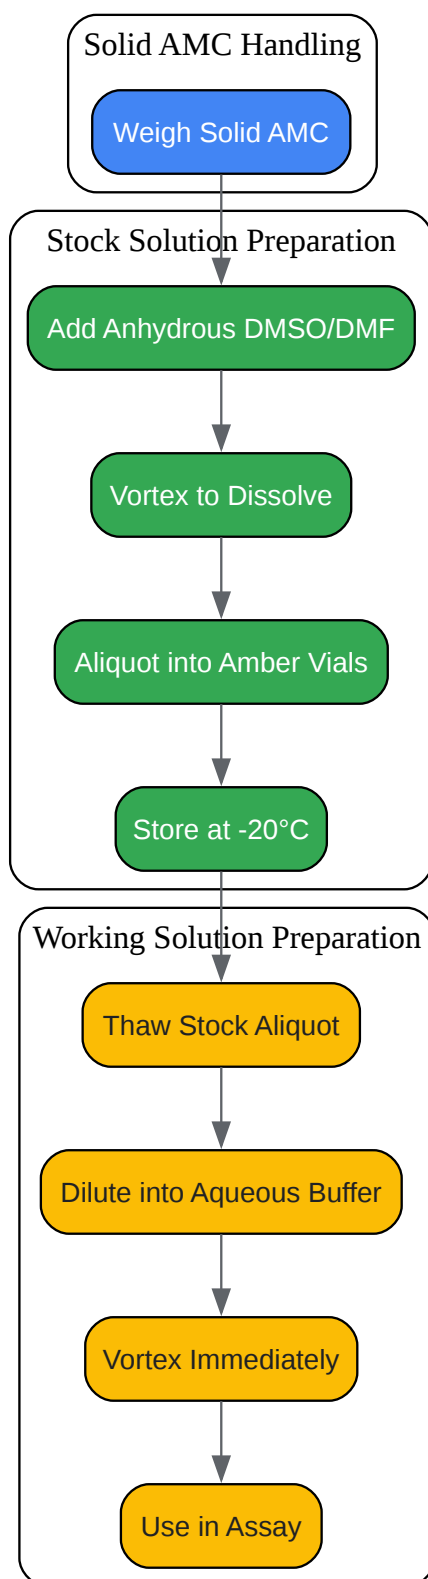 Solid AMC Handling
Weigh Solid AMC
Stock Solution Preparation
Add Anhydrous DMSO/DMF
Vortex to Dissolve
Aliquot into Amber Vials
Store at -20°C
Working Solution Preparation
Thaw Stock Aliquot
Dilute into Aqueous Buffer
Vortex Immediately
Use in Assay